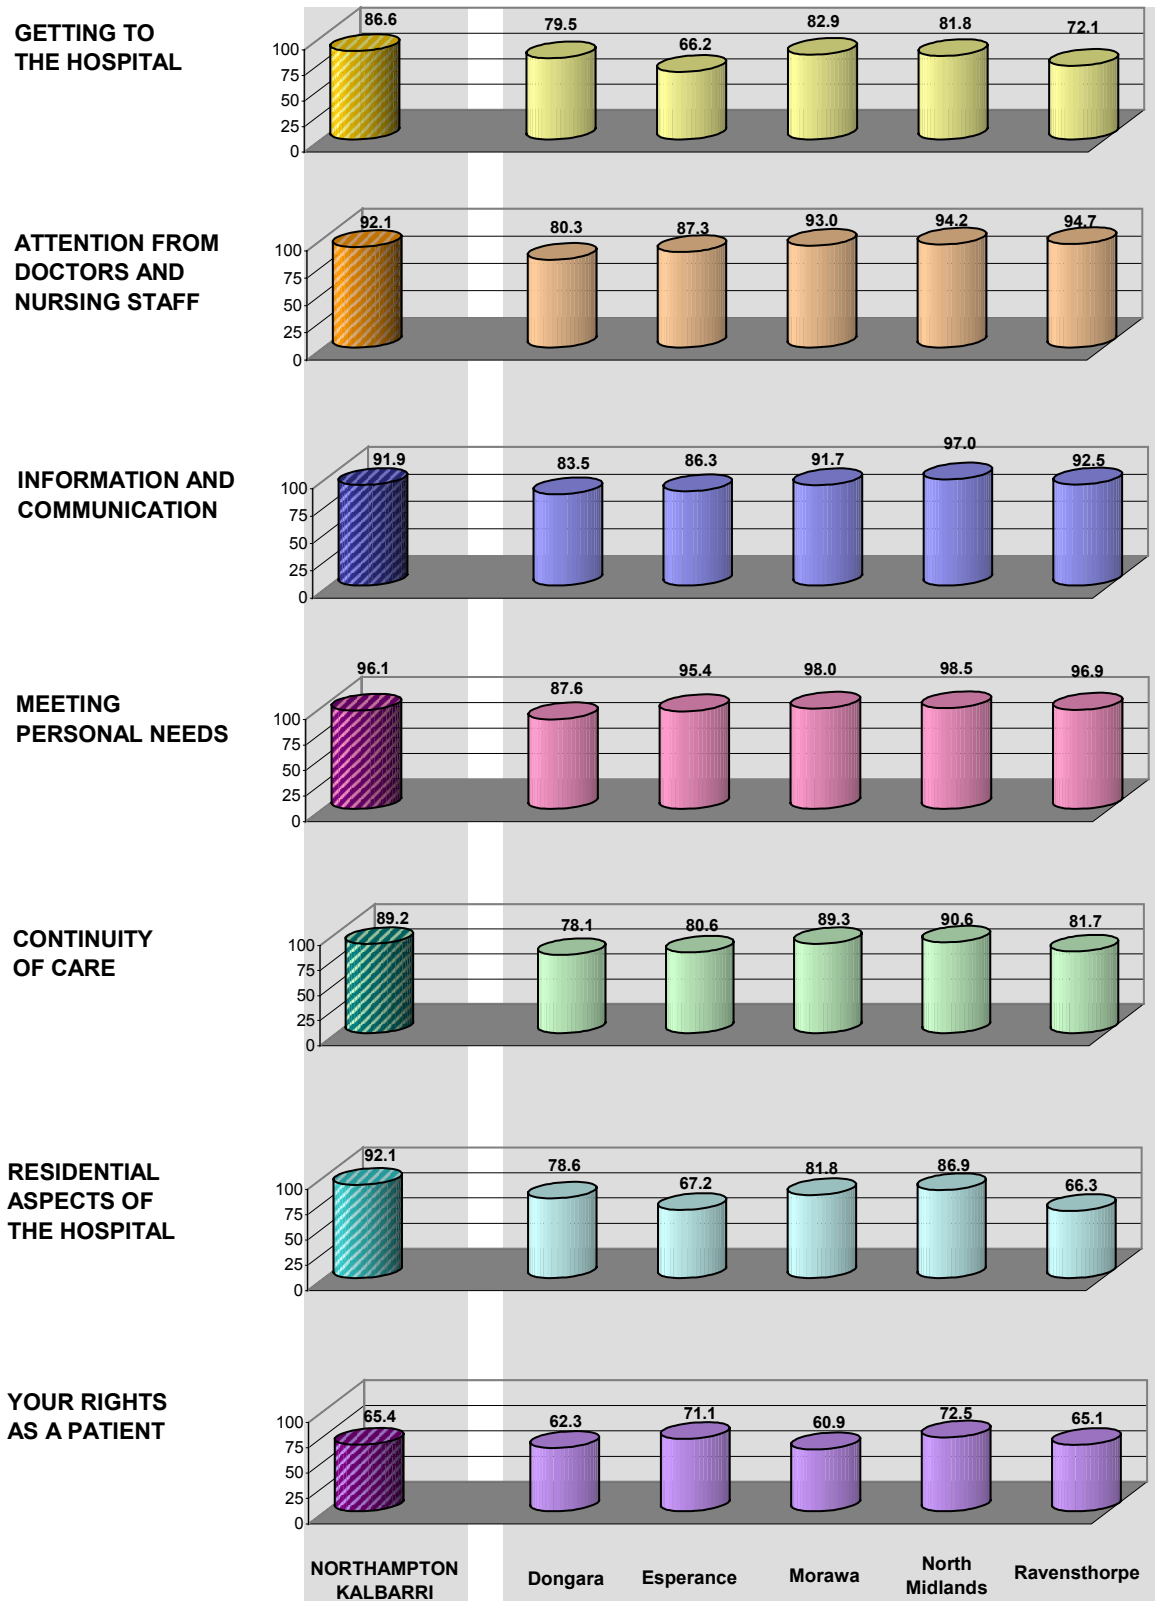 GETTING TO
THE HOSPITAL
86.6 79.5 66.2 82.9 81.8 72.1
100
75
50
25
0
ATTENTION FROM
DOCTORS AND
NURSING STAFF
92.1 80.3 87.3 93.0 94.2 94.7
100
75
50
25
0
INFORMATION AND
COMMUNICATION
91.9 83.5 86.3 91.7 97.0 92.5
100
75
50
25
0
MEETING
PERSONAL NEEDS
96.1 87.6 95.4 98.0 98.5 96.9
100
75
50
25
0
CONTINUITY
OF CARE
89.2 78.1 80.6 89.3 90.6 81.7
100
75
50
25
0
RESIDENTIAL
ASPECTS OF
THE HOSPITAL
92.1 78.6 67.2 81.8 86.9 66.3
100
75
50
25
0
YOUR RIGHTS
AS A PATIENT
65.4 62.3 71.1 60.9 72.5 65.1
100
75
50
25
0
NORTHAMPTON
KALBARRI
Dongara
Esperance
Morawa
North
Midlands
Ravensthorpe